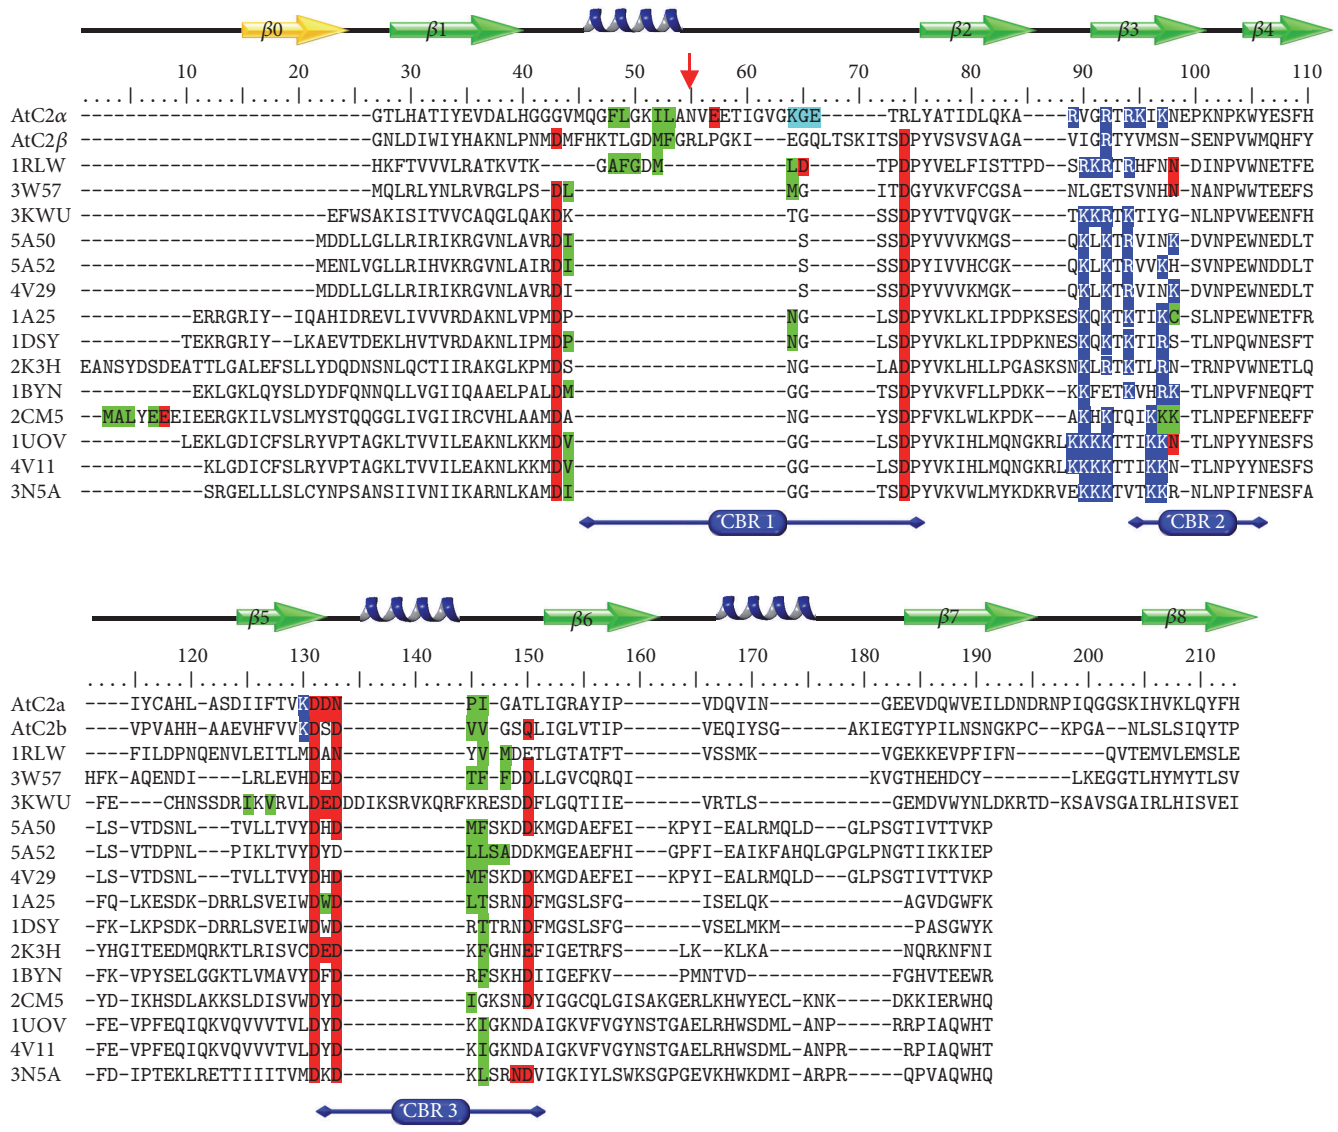 β0 β1 β2 β3 β4
10 20 30 40 50 60 70 80 90 100 110
AtC2α --------------------------GTLHATIYEVDALHGGGVMQGFLGKILANVEETIGVGKGE------TRLYATIDLQKA----RVGRTRKIKNEPKNPKWYESFH
AtC2β --------------------------GNLDIWIYHAKNLPNMDMFHKTLGDMFGRLPGKI---EGQLTSKITSDPYVSVSVAGA-----VIGRTYVMSN-SENPVWMQHFY
1RLW --------------------------HKFTVVVLRATKVTK-----GAFGDM-----------LD------TPDPYVELFISTTPD--SRKRTRHFNN-DINPVWNETFE
3W57 --------------------------MQLRLYNLRVRGLPS-DL-------------------MG------ITDGYVKVFCGSA----NLGETSVNHN-NANPWWTEEFS
3KWU ----------------------EFWSAKISITVVCAQGLQAKDK-------------------TG------SSDPYVTVQVGK-----TKKRTKTIYG-NLNPVWEENFH
5A50 ---------------------MDDLLGLLRIRIKRGVNLAVRDI--------------------S------SSDPYVVVKMGS-----QKLKTRVINK-DVNPEWNEDLT
5A52 ---------------------MENLVGLLRIHVKRGVNLAIRDI--------------------S------SSDPYIVVHCGK-----QKLKTRVVKH-SVNPEWNDDLT
4V29 ---------------------MDDLLGLLRIRIKRGVNLAVRDI--------------------S------SSDPYVVVKMGK-----QKLKTRVINK-DVNPEWNEDLT
1A25 ----------ERRGRIY--IQAHIDREVLIVVVRDAKNLVPMDP-------------------NG------LSDPYVKLKLIPDPKSESKQKTKTIKC-SLNPEWNETFR
1DSY ---------TEKRGRIY--LKAEVTDEKLHVTVRDAKNLIPMDP-------------------NG------LSDPYVKLKLIPDPKNESKQKTKTIRS-TLNPQWNESFT
2K3H EANSYDSDEATTLGALEFSLLYDQDNSNLQCTIIRAKGLKPMDS-------------------NG------LADPYVKLHLLPGASKSNKLRTKTLRN-TRNPVWNETLQ
1BYN ----------EKLGKLQYSLDYDFQNNQLLVGIIQAAELPALDM-------------------GG------TSDPYVKVFLLPDKK--KKFETKVHRK-TLNPVFNEQFT
2CM5 --MALYEEEIEERGKILVSLMYSTQQGGLIVGIIRCVHLAAMDA-------------------NG------YSDPFVKLWLKPDK---AKHKTQIKKK-TLNPEFNEEFF
1UOV ---------LEKLGDICFSLRYVPTAGKLTVVILEAKNLKKMDV-------------------GG------LSDPYVKIHLMQNGKRLKKKKTTIKKN-TLNPYYNESFS
4V11 -----------KLGDICFSLRYVPTAGKLTVVILEAKNLKKMDV-------------------GG------LSDPYVKIHLMQNGKRLKKKKTTIKKN-TLNPYYNESFS
3N5A -----------SRGELLLSLCYNPSANSIIVNIIKARNLKAMDI-------------------GG------TSDPYVKVWLMYKDKRVEKKKTVTKKR-NLNPIFNESFA
CBR 1 CBR 2
β5 β6 β7 β8
120 130 140 150 160 170 180 190 200 210
AtC2a ----IYCAHL-ASDIIFTVKDDN-----------PI-GATLIGRAYIP-------VDQVIN----------GEEVDQWVEILDNDRNPIQGGSKIHVKLQYFH
AtC2b ----VPVAHH-AAEVHFVVKDSD-----------VV-GSQLIGLVTIP-------VEQIYSG------AKIEGTYPILNSNGKPC--KPGA--NLSLSIQYTP
1RLW ----FILDPNQENVLEITLMDAN-----------YV-MDETLGTATFT-------VSSMK-----------VGEKKEVPFIFN---------QVTEMVLEMSLE
3W57 HFK-AQENDI---LRLEVHDED-----------TF-FDDLLGVCQRQI--------------------KVGTHEHDCY--------LKEGGTLHYMYTLSV
3KWU -FE----CHNSSDRIKVRVLDEDDDIKSRVKQRFKRESDDFLGQTIIE-------VRTLS-----------GEMDVWYNLDKRTD-KSAVSGAIRLHISVEI
5A50 -LS-VTDSNL---TVLLTVYDHD-----------MFSKDDKMGDAEFEI---KPYI-EALRMQLD---GLPSGTIVTTVKP
5A52 -LS-VTDPNL---PIKLTVYDYD-----------LLSADDKMGEAEFHI---GPFI-EAIKFAHQLGPGLPNGTIIKKIEP
4V29 -LS-VTDSNL---TVLLTVYDHD-----------MFSKDDKMGDAEFEI---KPYI-EALRMQLD---GLPSGTIVTTVKP
1A25 -FQ-LKESDK-DRRLSVEIWDWD-----------LTSRNDFMGSLSFG-------ISELQK----------AGVDGWFK
1DSY -FK-LKPSDK-DRRLSVEIWDWD-----------RTTRNDFMGSLSFG-------VSELMKM----------PASGWYK
2K3H -YHGITEEDMQRKTLRISVCDED-----------KFGHNEFIGETRFS-----LK--KLKA----------NQRKNFNI
1BYN -FK-VPYSELGGKTLVMAVYDFD-----------RFSKHDIIGEFKV------PMNTVD-------------FGHVTEEWR
2CM5 -YD-IKHSDLAKKSLDISVWDYD-----------IGKSNDYIGGCQLGISAKGERLKHWYECL-KNK-----DKKIERWHQ
1UOV -FE-VPFEQIQKVQVVVTVLDYD-----------KIGKNDAIGKVFVGYNSTGAELRHWSDML-ANP-----RRPIAQWHT
4V11 -FE-VPFEQIQKVQVVVTVLDYD-----------KIGKNDAIGKVFVGYNSTGAELRHWSDML-ANPR----RPIAQWHT
3N5A -FD-IPTEKLRETTIIITVMDKD-----------KLSRNDVIGKIYLSWKSGPGEVKHWKDMI-ARPR----QPVAQWHQ
CBR 3